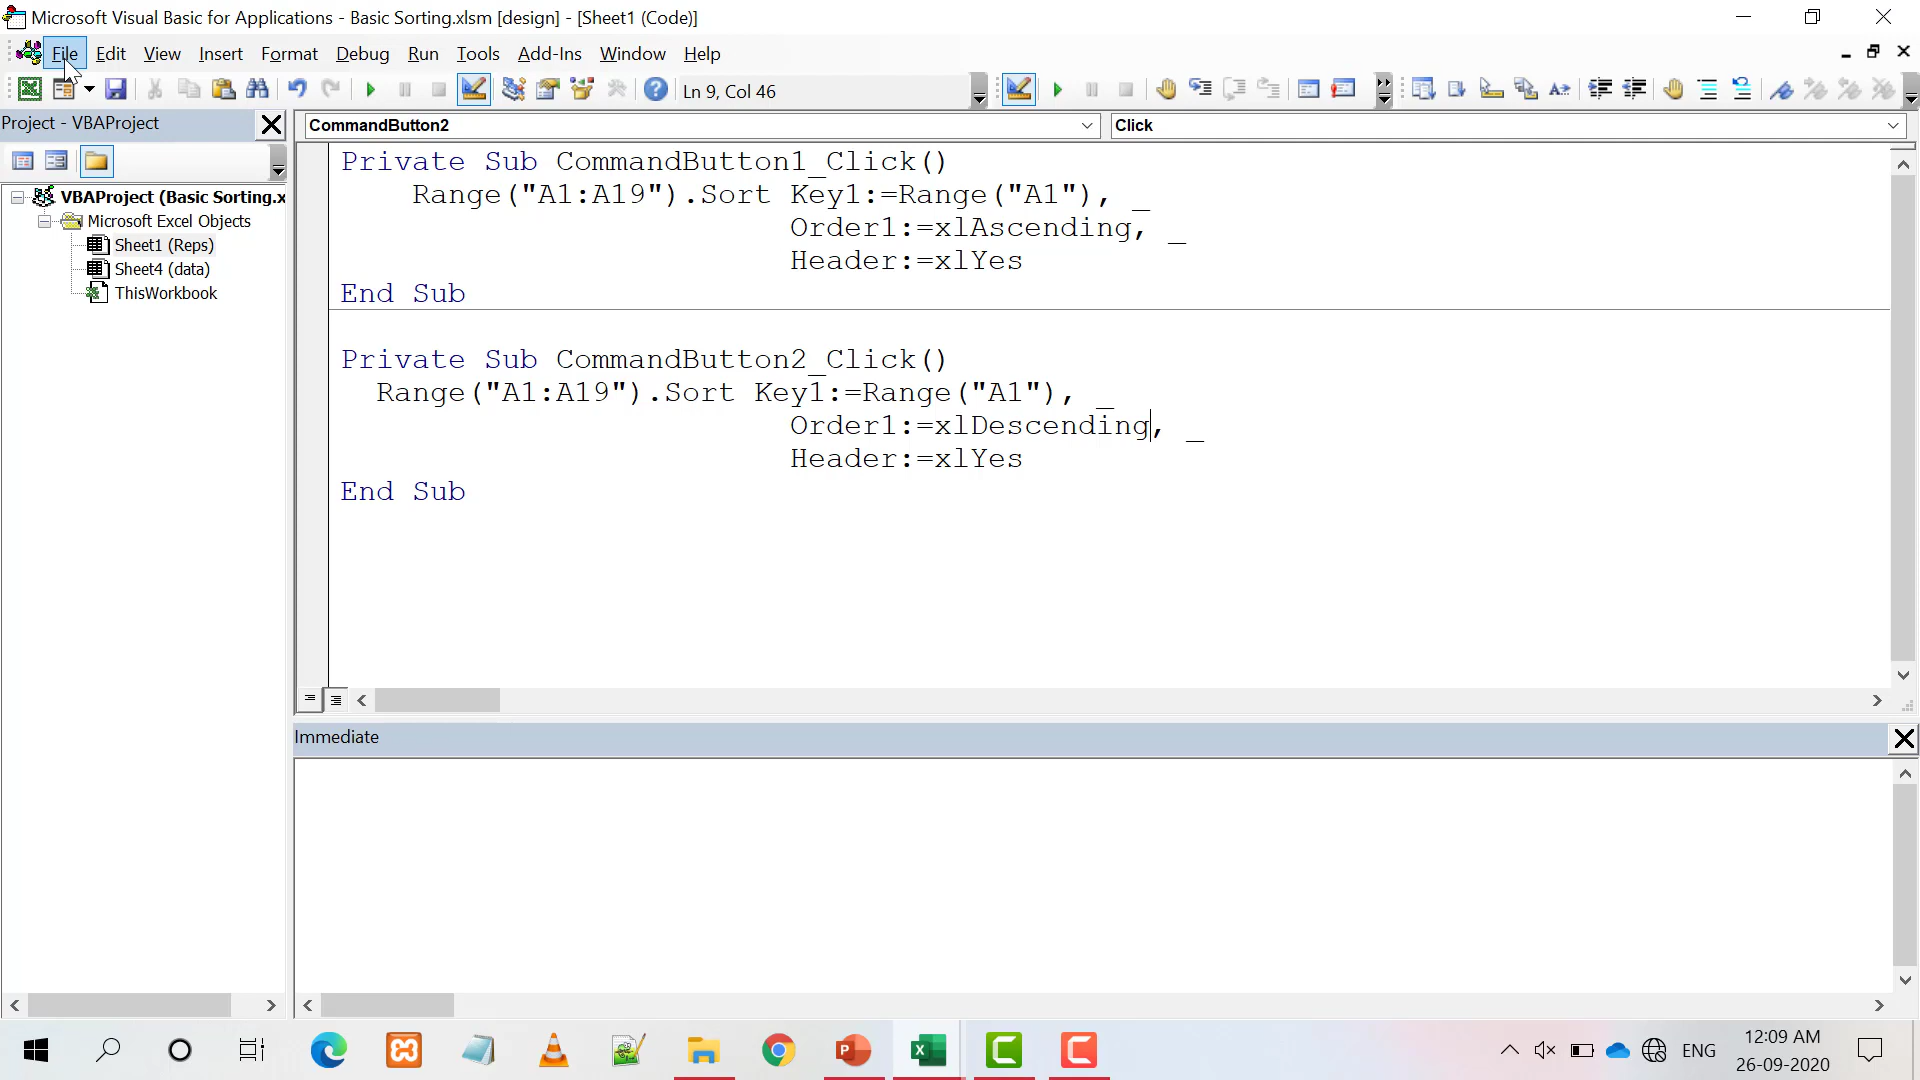 Microsoft Visual Basic for Applications - Basic Sorting.xlsm [design] - [Sheet1 (Code)]
File Edit View Insert Format Debug Run Tools Add-Ins Window Help
Ln 9, Col 46
Project - VBAProject
CommandButton2
Click
VBAProject (Basic Sorting.x
Microsoft Excel Objects
Sheet1 (Reps)
Sheet4 (data)
ThisWorkbook
Private Sub CommandButton1_Click()
Range("A1:A19").Sort Key1:=Range("A1"), _
Order1:=xlAscending, _
Header:=xlYes
End Sub
Private Sub CommandButton2_Click()
Range("A1:A19").Sort Key1:=Range("A1"), _
Order1:=xlDescending, _
Header:=xlYes
End Sub
Immediate
ENG
12:09 AM
26-09-2020